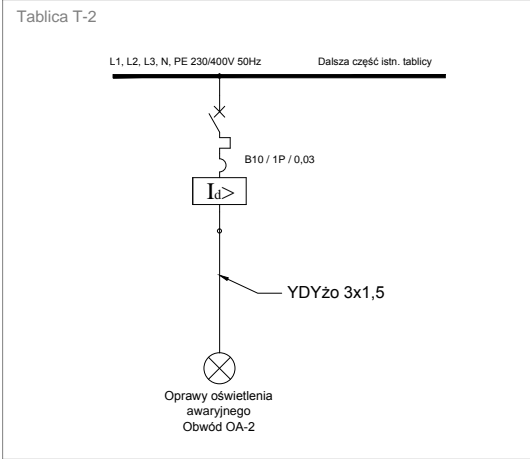 Tablica T-2
L1, L2, L3, N, PE 230/400V 50Hz
Dalsza część istn. tablicy
B10 / 1P / 0,03
Id>
YDYżo 3x1,5
Oprawy oświetlenia
awaryjnego
Obwód OA-2